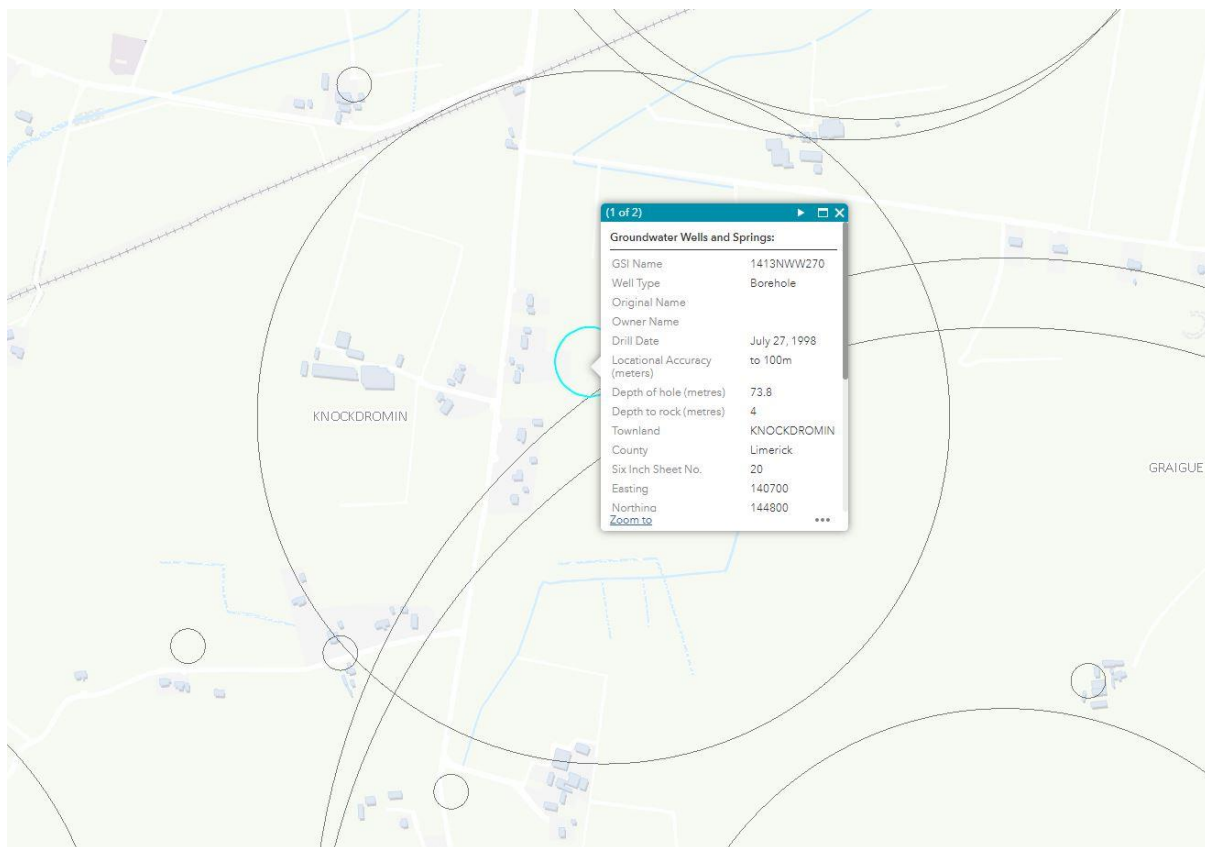 (1 of 2)
Groundwater Wells and Springs:
GSI Name 1413NWW270
Well Type Borehole
Original Name
Owner Name
Drill Date July 27, 1998
Locational Accuracy (meters) to 100m
Depth of hole (metres) 73.8
Depth to rock (metres) 4
Townland KNOCKDROMIN
County Limerick
Six Inch Sheet No. 20
Easting 140700
Northing 144800
Zoom to
KNOCKDROMIN
GRAIGUE